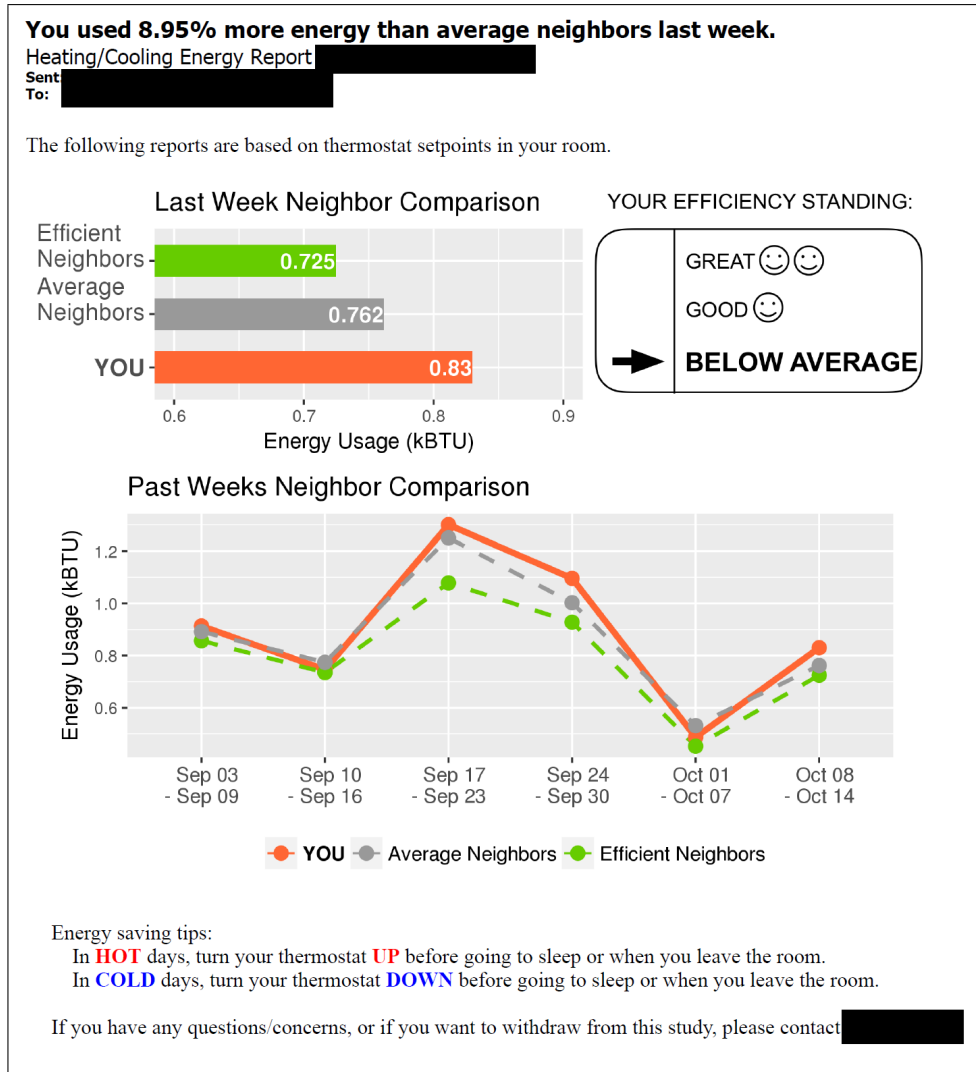 You used 8.95% more energy than average neighbors last week.
Heating/Cooling Energy Report
Sent:
To:
The following reports are based on thermostat setpoints in your room.
Last Week Neighbor Comparison
Efficient
Neighbors
0.725
Average
Neighbors
0.762
YOU
0.83
0.6
0.7
0.8
0.9
Energy Usage (kBTU)
YOUR EFFICIENCY STANDING:
GREAT
GOOD
BELOW AVERAGE
Past Weeks Neighbor Comparison
Energy Usage (kBTU)
1.2
1.0
0.8
0.6
Sep 03
- Sep 09
Sep 10
- Sep 16
Sep 17
- Sep 23
Sep 24
- Sep 30
Oct 01
- Oct 07
Oct 08
- Oct 14
YOU
Average Neighbors
Efficient Neighbors
Energy saving tips:
In HOT days, turn your thermostat UP before going to sleep or when you leave the room.
In COLD days, turn your thermostat DOWN before going to sleep or when you leave the room.
If you have any questions/concerns, or if you want to withdraw from this study, please contact